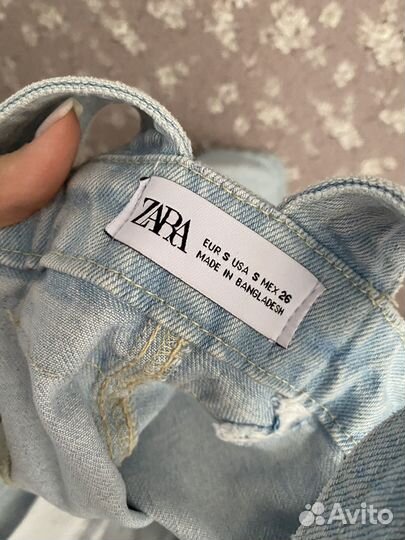 ZARA
EUR S USA S MEX 26
MADE IN BANGLADESH
Avito